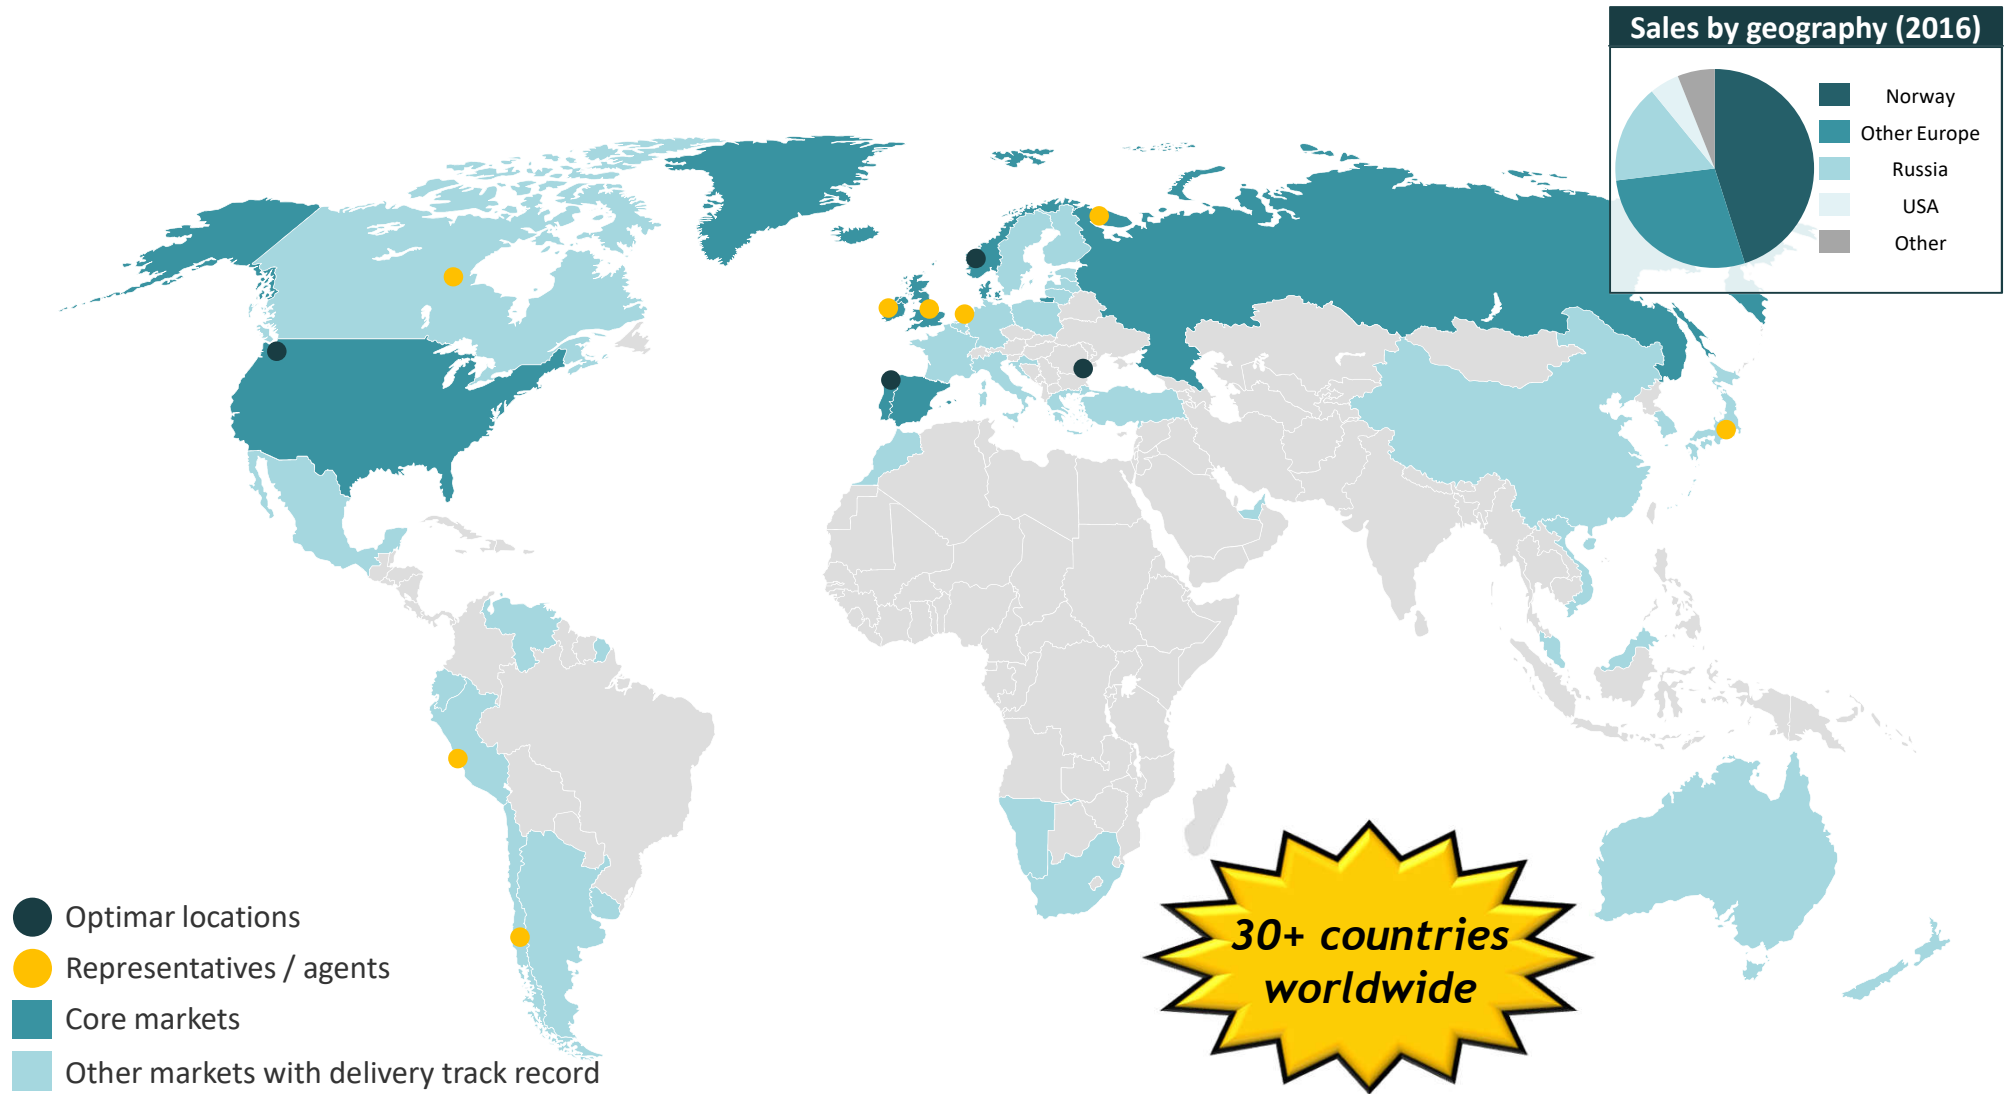 Sales by geography (2016)
Norway
Other Europe
Russia
USA
Other
30+ countries
worldwide
Optimar locations
Representatives / agents
Core markets
Other markets with delivery track record